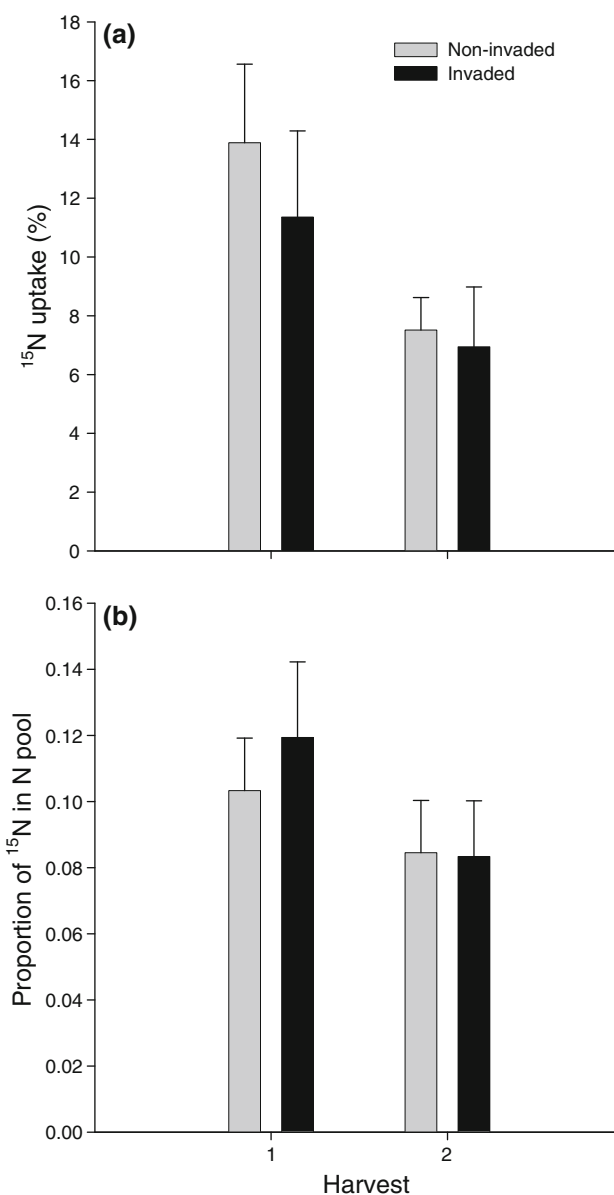 (a)
Non-invaded
Invaded
18
16
14
12
10
8
6
4
2
0
¹⁵N uptake (%)
(b)
0.16
0.14
0.12
0.10
0.08
0.06
0.04
0.02
0.00
Proportion of ¹⁵N in N pool
1 2
Harvest